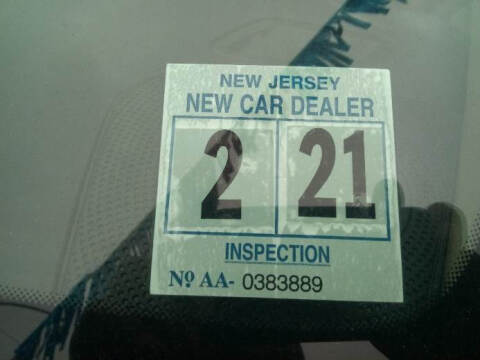 NEW JERSEY
NEW CAR DEALER
2 21
INSPECTION
Nº AA- 0383889